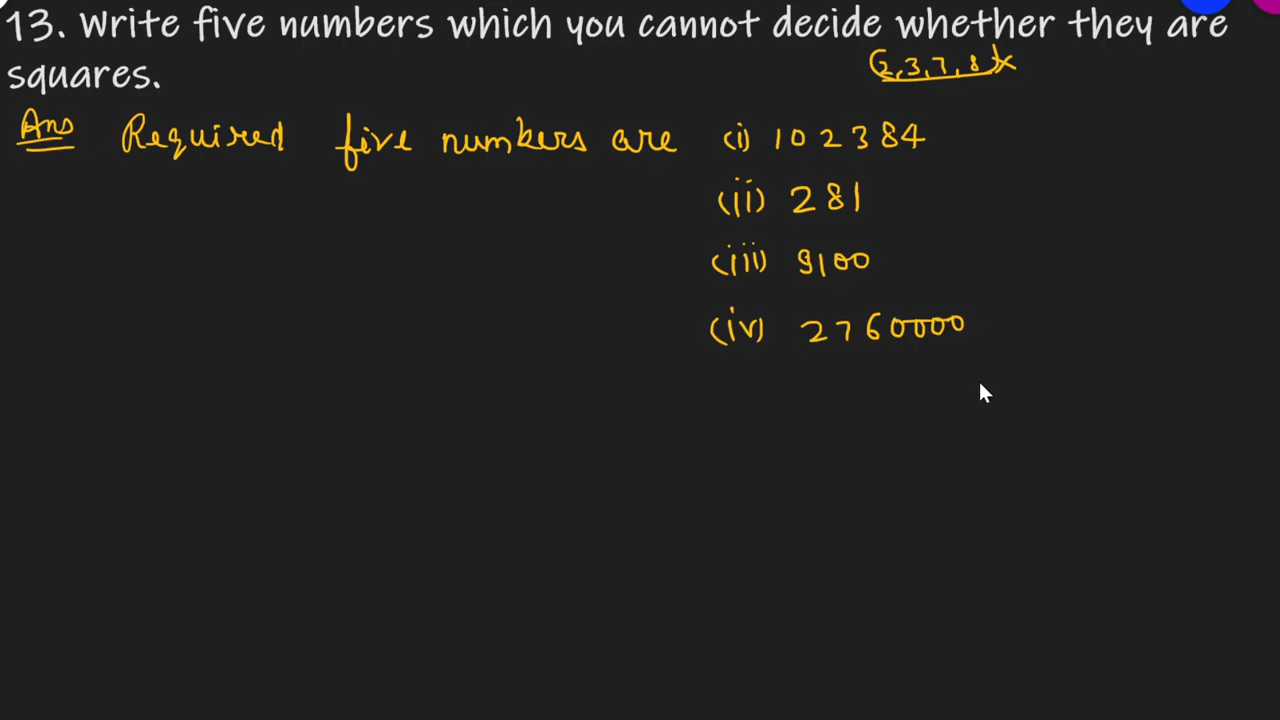 13. Write five numbers which you cannot decide whether they are
squares.
(2,3,7,8)×
Ans Required five numbers are (i) 102384
(ii) 281
(iii) 9100
(iv) 2760000